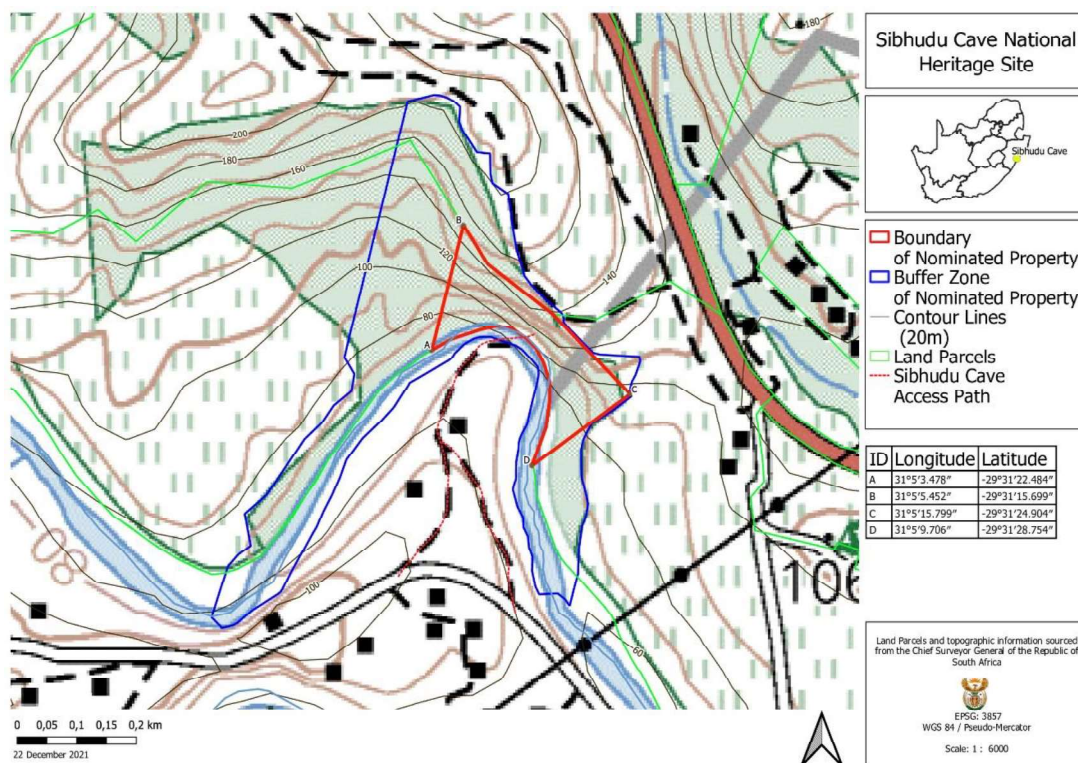 Sibhudu Cave National
Heritage Site
Sibhudu Cave
Boundary
of Nominated Property
Buffer Zone
of Nominated Property
Contour Lines
(20m)
Land Parcels
Sibhudu Cave
Access Path
ID Longitude Latitude
A 31°5'3.478" -29°31'22.484"
B 31°5'5.452" -29°31'15.699"
C 31°5'15.799" -29°31'24.904"
D 31°5'9.706" -29°31'28.754"
Land Parcels and topographic information sourced
from the Chief Surveyor General of the Republic of
South Africa
EPSG: 3857
WGS 84 / Pseudo-Mercator
Scale: 1 : 6000
180
200
180
160
B
120
140
100
80
A
C
D
100
106
60
0 0,05 0,1 0,15 0,2 km
22 December 2021